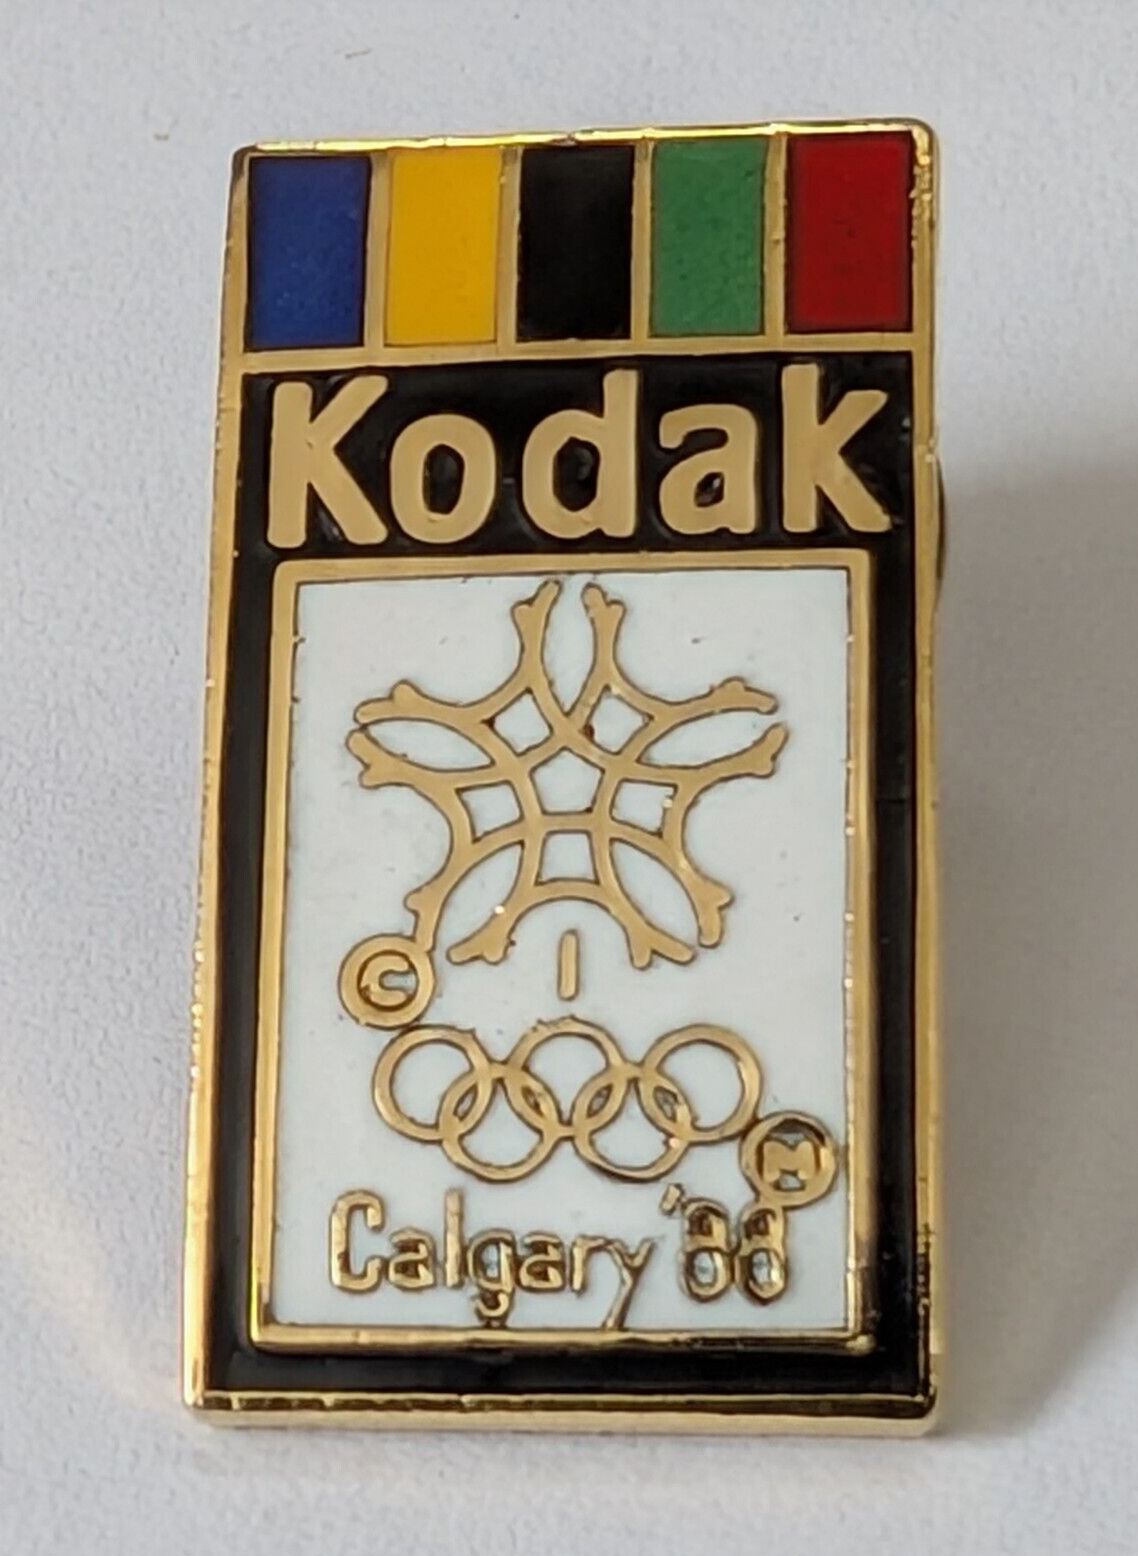 Kodak
©
Ⓜ
Calgary '88